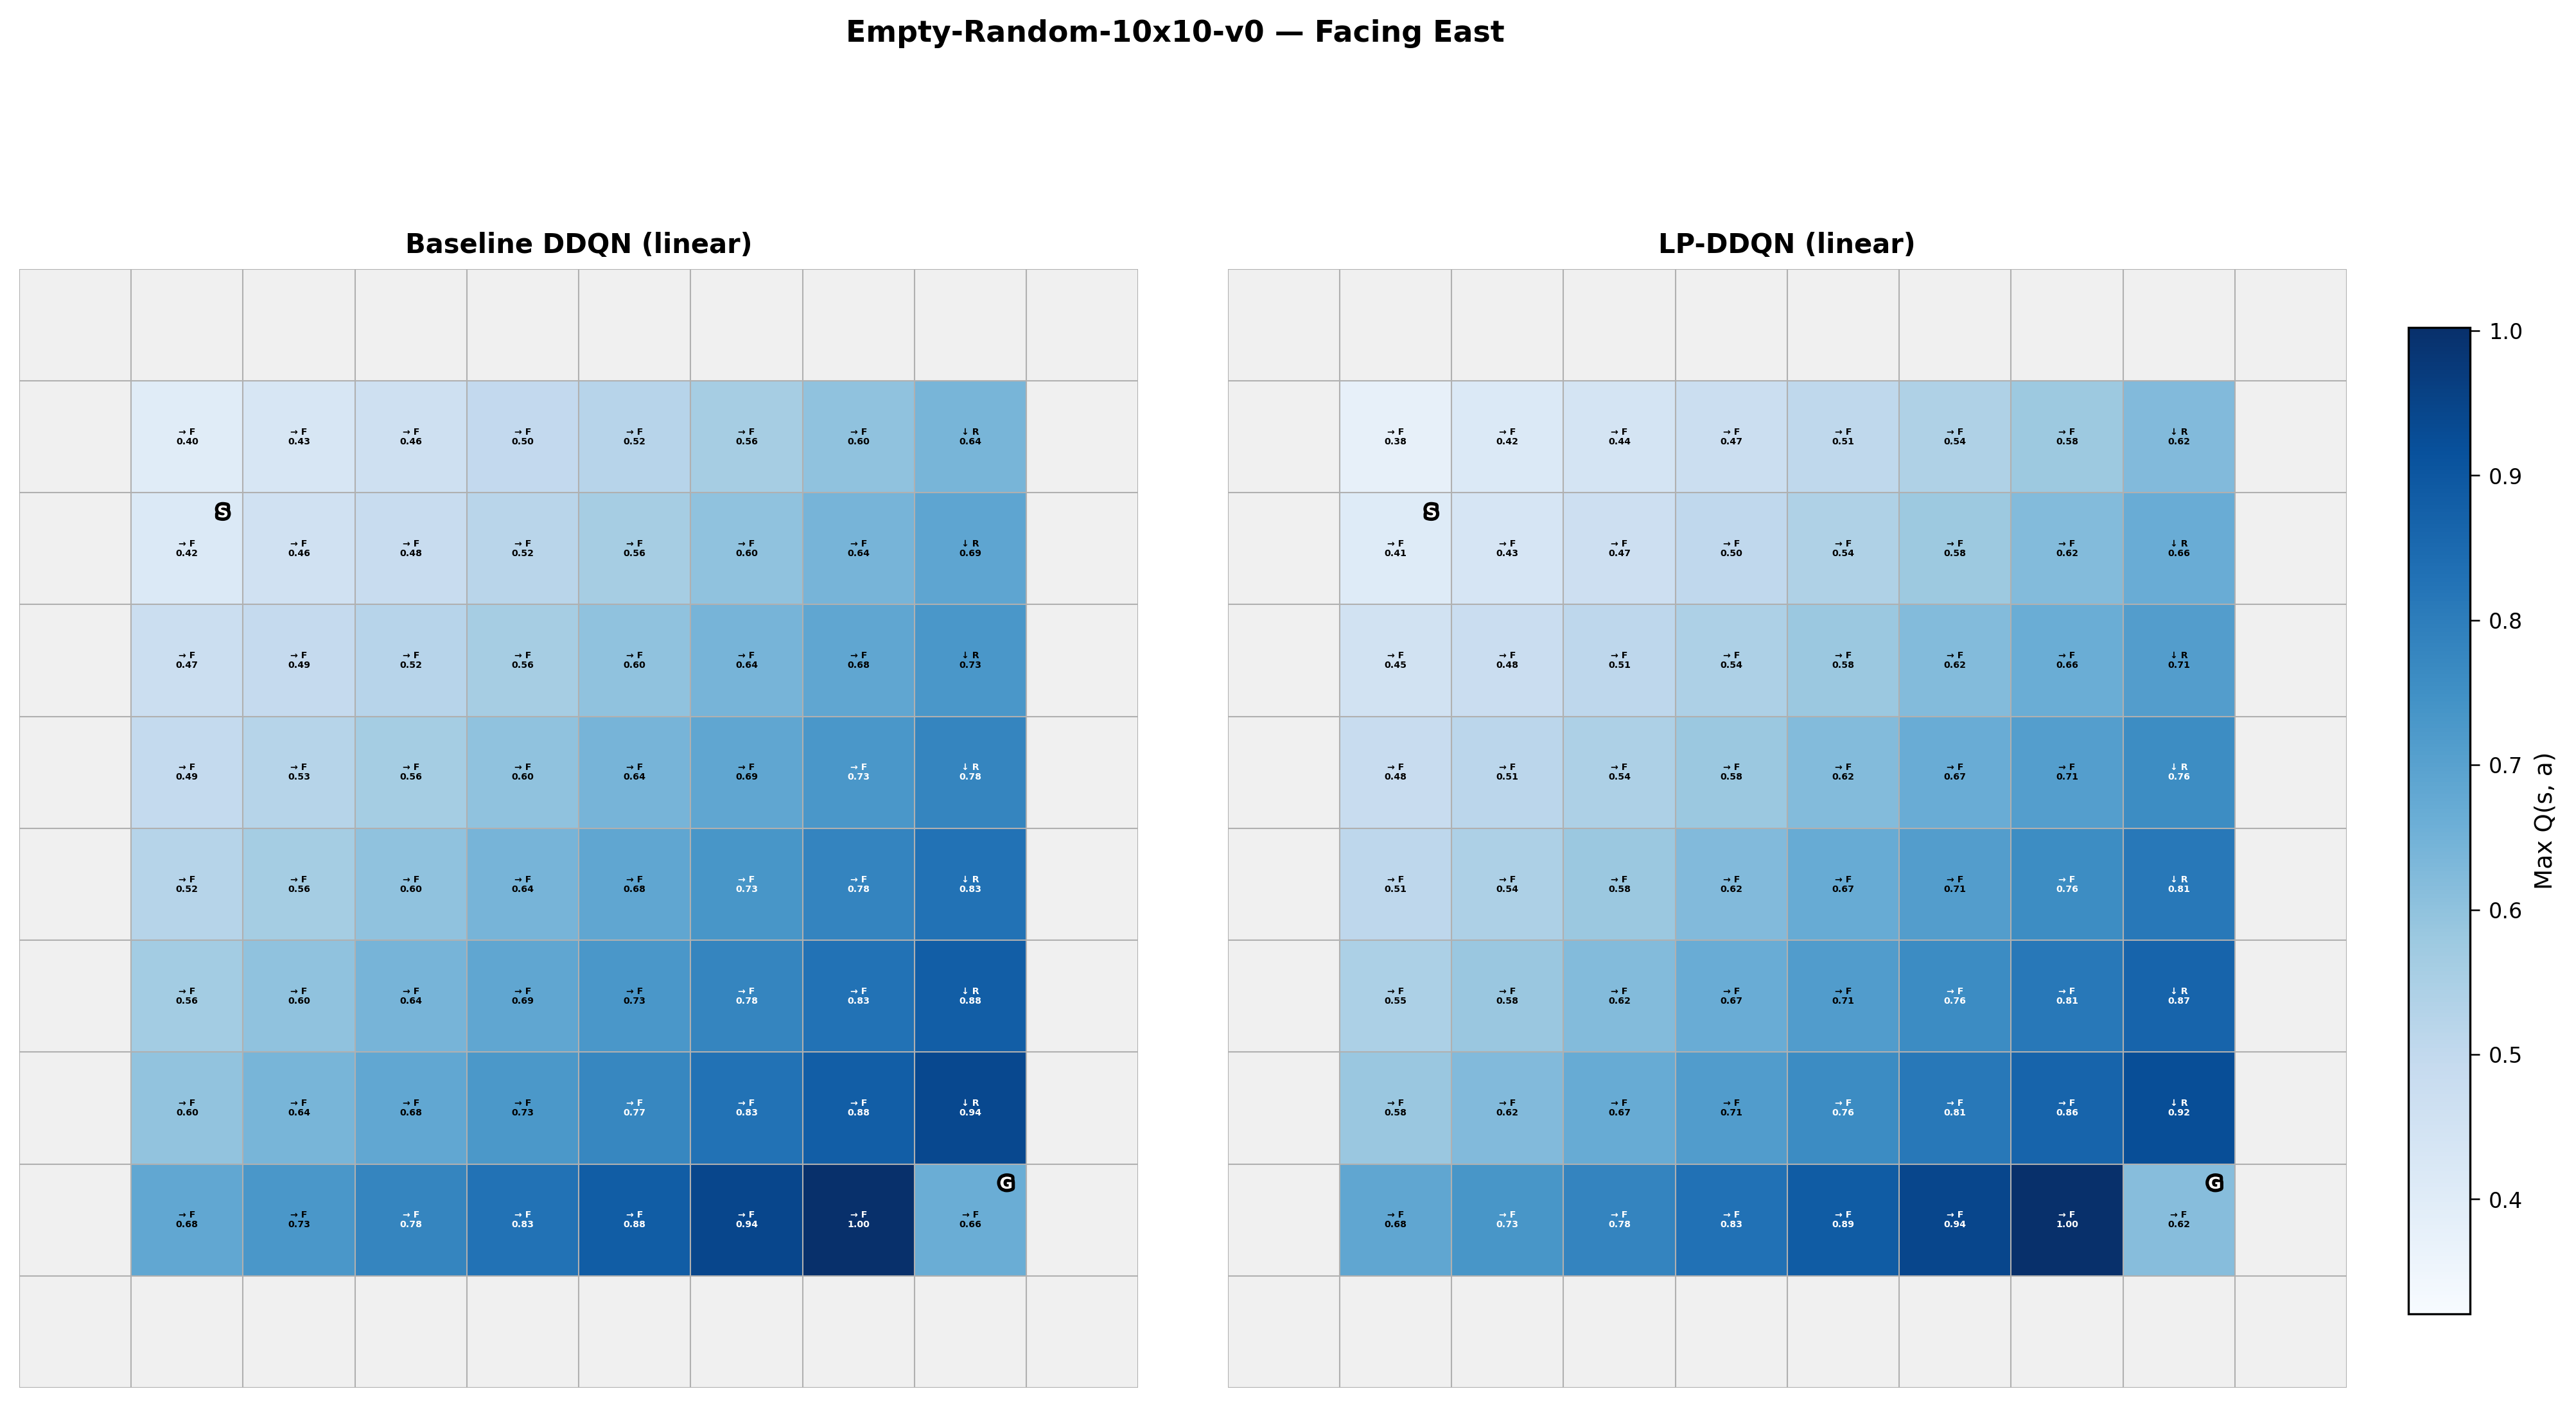 Empty-Random-10x10-v0 — Facing East
Baseline DDQN (linear)
→ F → F → F → F → F → F → F ↓ R
0.40 0.43 0.46 0.50 0.52 0.56 0.60 0.64
S
→ F → F → F → F → F → F → F ↓ R
0.42 0.46 0.48 0.52 0.56 0.60 0.64 0.69
→ F → F → F → F → F → F → F ↓ R
0.47 0.49 0.52 0.56 0.60 0.64 0.68 0.73
→ F → F → F → F → F → F → F ↓ R
0.49 0.53 0.56 0.60 0.64 0.69 0.73 0.78
→ F → F → F → F → F → F → F ↓ R
0.52 0.56 0.60 0.64 0.68 0.73 0.78 0.83
→ F → F → F → F → F → F → F ↓ R
0.56 0.60 0.64 0.69 0.73 0.78 0.83 0.88
→ F → F → F → F → F → F → F ↓ R
0.60 0.64 0.68 0.73 0.77 0.83 0.88 0.94
G
→ F → F → F → F → F → F → F → F
0.68 0.73 0.78 0.83 0.88 0.94 1.00 0.66
LP-DDQN (linear)
→ F → F → F → F → F → F → F ↓ R
0.38 0.42 0.44 0.47 0.51 0.54 0.58 0.62
S
→ F → F → F → F → F → F → F ↓ R
0.41 0.43 0.47 0.50 0.54 0.58 0.62 0.66
→ F → F → F → F → F → F → F ↓ R
0.45 0.48 0.51 0.54 0.58 0.62 0.66 0.71
→ F → F → F → F → F → F → F ↓ R
0.48 0.51 0.54 0.58 0.62 0.67 0.71 0.76
→ F → F → F → F → F → F → F ↓ R
0.51 0.54 0.58 0.62 0.67 0.71 0.76 0.81
→ F → F → F → F → F → F → F ↓ R
0.55 0.58 0.62 0.67 0.71 0.76 0.81 0.87
→ F → F → F → F → F → F → F ↓ R
0.58 0.62 0.67 0.71 0.76 0.81 0.86 0.92
G
→ F → F → F → F → F → F → F → F
0.68 0.73 0.78 0.83 0.89 0.94 1.00 0.62
1.0
0.9
0.8
0.7
0.6
0.5
0.4
Max Q(s, a)